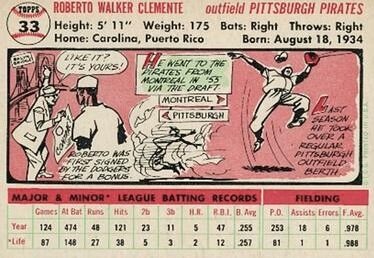 TOPPS
33
ROBERTO WALKER CLEMENTE
outfield PITTSBURGH PIRATES
Height: 5' 11" Weight: 175 Bats: Right Throws: Right
Home: Carolina, Puerto Rico Born: August 18, 1934
LIKE IT?
IT'S YOURS!
ROBERTO WAS
FIRST SIGNED
BY THE DODGERS
FOR A BONUS.
HE WENT TO THE
PIRATES FROM
MONTREAL IN '55
VIA THE DRAFT.
MONTREAL
PITTSBURGH
LAST
SEASON HE
TOOK OVER
A REGULAR
PITTSBURGH
OUTFIELD
BERTH.
MAJOR & MINOR* LEAGUE BATTING RECORDS FIELDING
Games At Bat Runs Hits 2b 3b H.R. R.B.I. B. Avg P.O. Assists Errors F. Avg.
Year 124 474 48 121 23 11 5 47 .255 253 18 6 .978
*Life 87 148 27 38 5 3 2 12 .257 81 1 1 .988